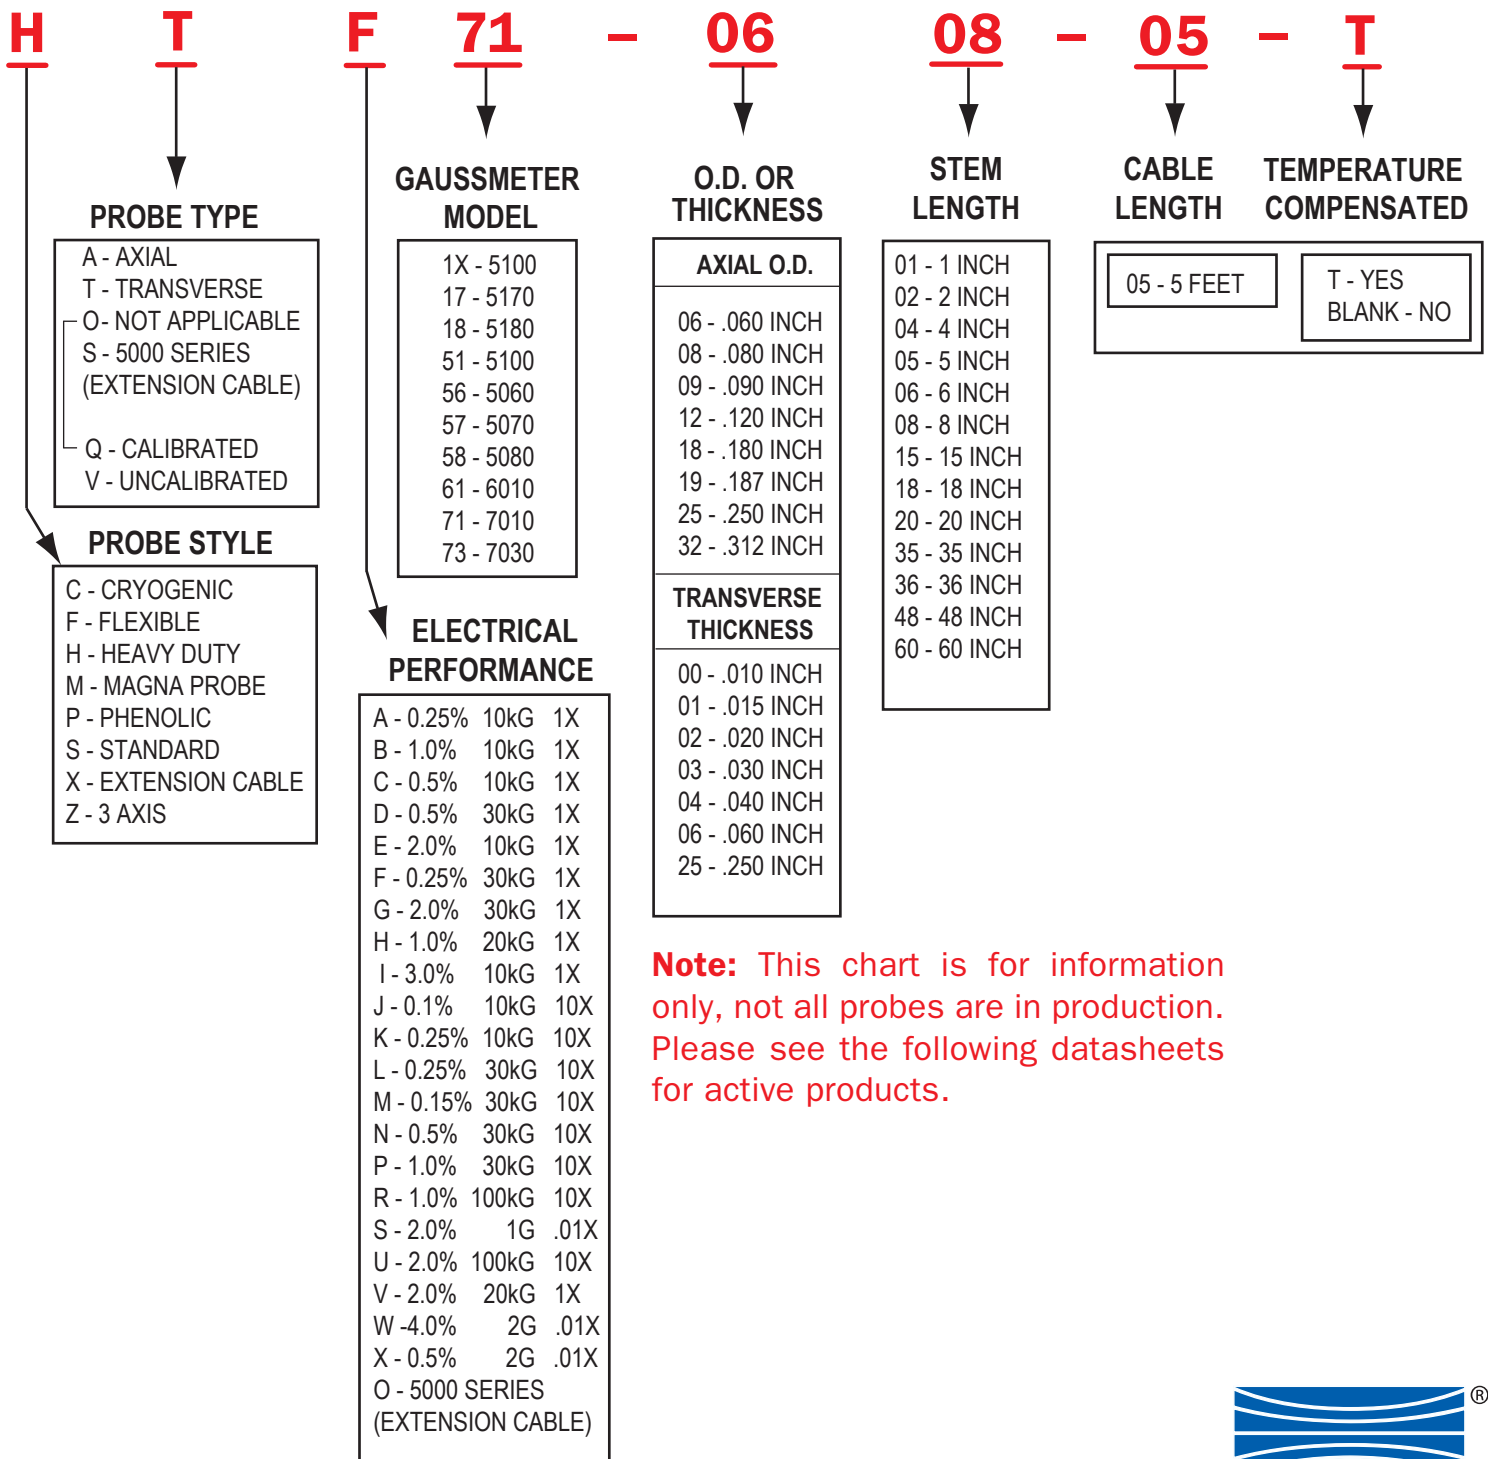 H T F 71 – 06 08 – 05 – T
PROBE TYPE
A - AXIAL
T - TRANSVERSE
O- NOT APPLICABLE
S - 5000 SERIES
(EXTENSION CABLE)
Q - CALIBRATED
V - UNCALIBRATED
PROBE STYLE
C - CRYOGENIC
F - FLEXIBLE
H - HEAVY DUTY
M - MAGNA PROBE
P - PHENOLIC
S - STANDARD
X - EXTENSION CABLE
Z - 3 AXIS
GAUSSMETER
MODEL
1X - 5100
17 - 5170
18 - 5180
51 - 5100
56 - 5060
57 - 5070
58 - 5080
61 - 6010
71 - 7010
73 - 7030
ELECTRICAL
PERFORMANCE
A - 0.25% 10kG 1X
B - 1.0% 10kG 1X
C - 0.5% 10kG 1X
D - 0.5% 30kG 1X
E - 2.0% 10kG 1X
F - 0.25% 30kG 1X
G - 2.0% 30kG 1X
H - 1.0% 20kG 1X
I - 3.0% 10kG 1X
J - 0.1% 10kG 10X
K - 0.25% 10kG 10X
L - 0.25% 30kG 10X
M - 0.15% 30kG 10X
N - 0.5% 30kG 10X
P - 1.0% 30kG 10X
R - 1.0% 100kG 10X
S - 2.0% 1G .01X
U - 2.0% 100kG 10X
V - 2.0% 20kG 1X
W -4.0% 2G .01X
X - 0.5% 2G .01X
O - 5000 SERIES
(EXTENSION CABLE)
O.D. OR
THICKNESS
AXIAL O.D.
06 - .060 INCH
08 - .080 INCH
09 - .090 INCH
12 - .120 INCH
18 - .180 INCH
19 - .187 INCH
25 - .250 INCH
32 - .312 INCH
TRANSVERSE
THICKNESS
00 - .010 INCH
01 - .015 INCH
02 - .020 INCH
03 - .030 INCH
04 - .040 INCH
06 - .060 INCH
25 - .250 INCH
STEM
LENGTH
01 - 1 INCH
02 - 2 INCH
04 - 4 INCH
05 - 5 INCH
06 - 6 INCH
08 - 8 INCH
15 - 15 INCH
18 - 18 INCH
20 - 20 INCH
35 - 35 INCH
36 - 36 INCH
48 - 48 INCH
60 - 60 INCH
CABLE
LENGTH
05 - 5 FEET
TEMPERATURE
COMPENSATED
T - YES
BLANK - NO
Note: This chart is for information
only, not all probes are in production.
Please see the following datasheets
for active products.
®